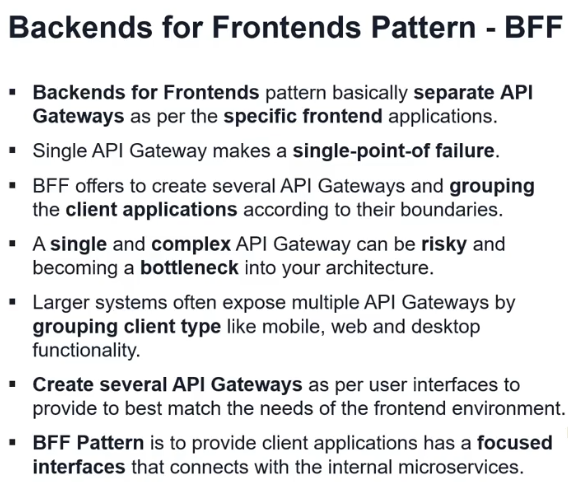 Backends for Frontends Pattern - BFF
▪ Backends for Frontends pattern basically separate API
Gateways as per the specific frontend applications.
▪ Single API Gateway makes a single-point-of failure.
▪ BFF offers to create several API Gateways and grouping
the client applications according to their boundaries.
▪ A single and complex API Gateway can be risky and
becoming a bottleneck into your architecture.
▪ Larger systems often expose multiple API Gateways by
grouping client type like mobile, web and desktop
functionality.
▪ Create several API Gateways as per user interfaces to
provide to best match the needs of the frontend environment.
▪ BFF Pattern is to provide client applications has a focused
interfaces that connects with the internal microservices.